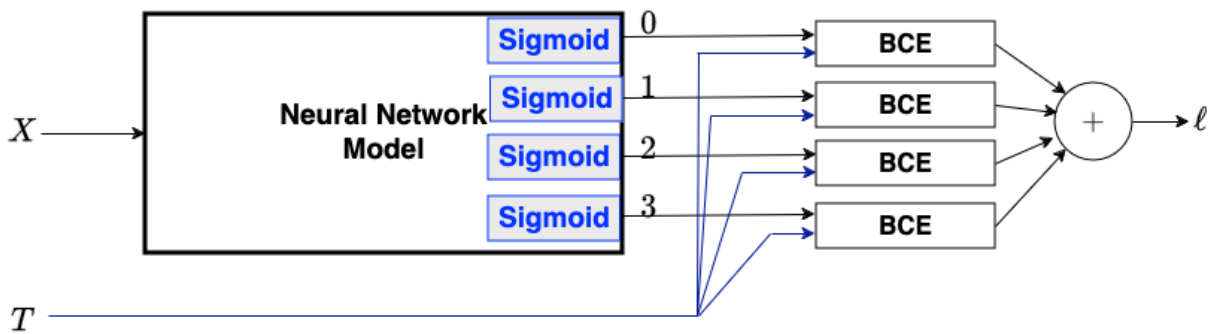 Sigmoid 0 BCE
Sigmoid 1 BCE
Neural Network
Model
X
+
ℓ
Sigmoid 2 BCE
Sigmoid 3 BCE
T